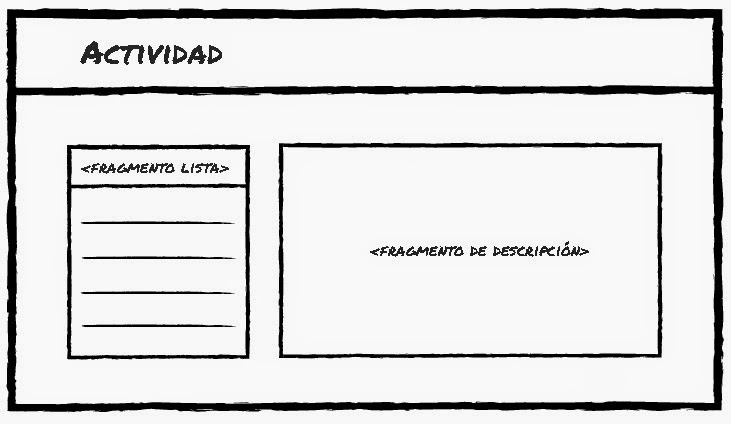 ACTIVIDAD
<FRAGMENTO LISTA>
<FRAGMENTO DE DESCRIPCIÓN>